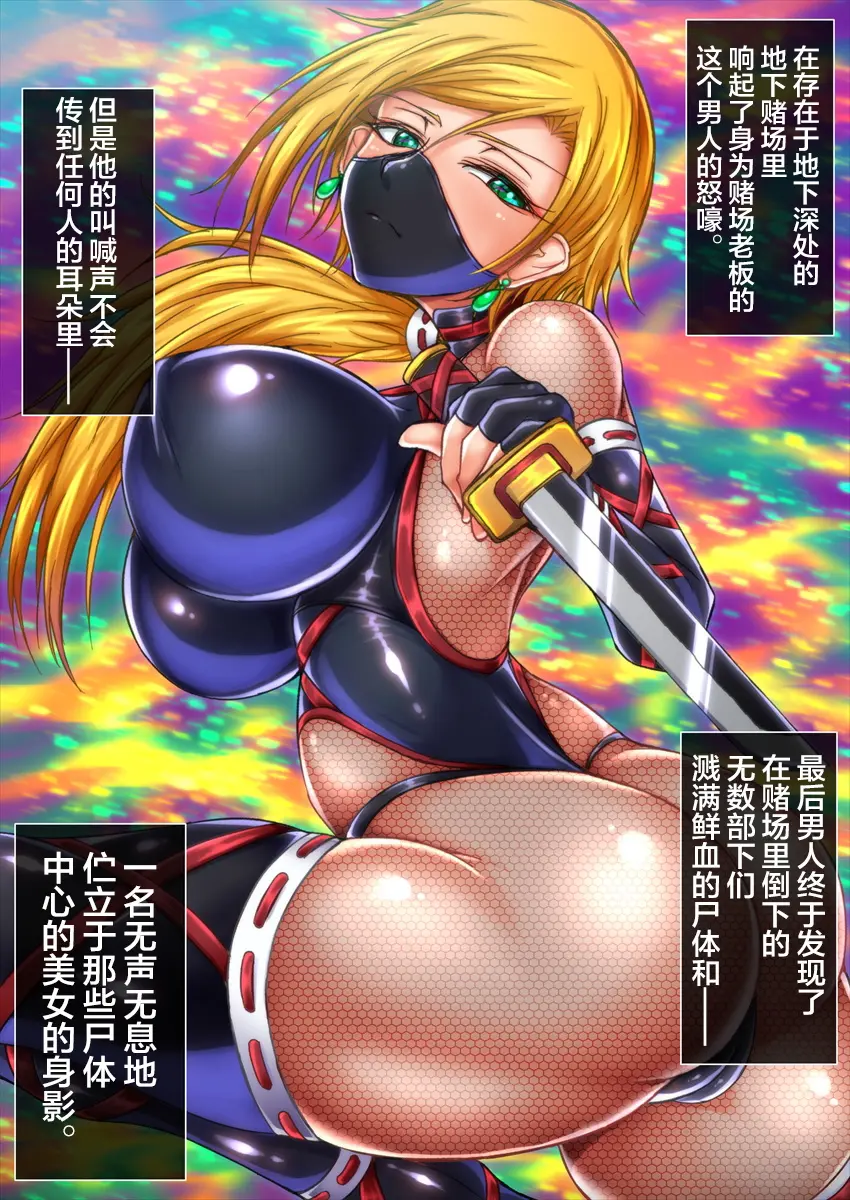 在存在于地下深处的
地下赌场里
响起了身为赌场老板的
这个男人的怒嚎。
但是他的叫喊声不会
传到任何人的耳朵里——
最后男人终于发现了
在赌场里倒下的
无数部下们
溅满鲜血的尸体和——
一名无声无息地
伫立于那些尸体
中心的美女的身影。